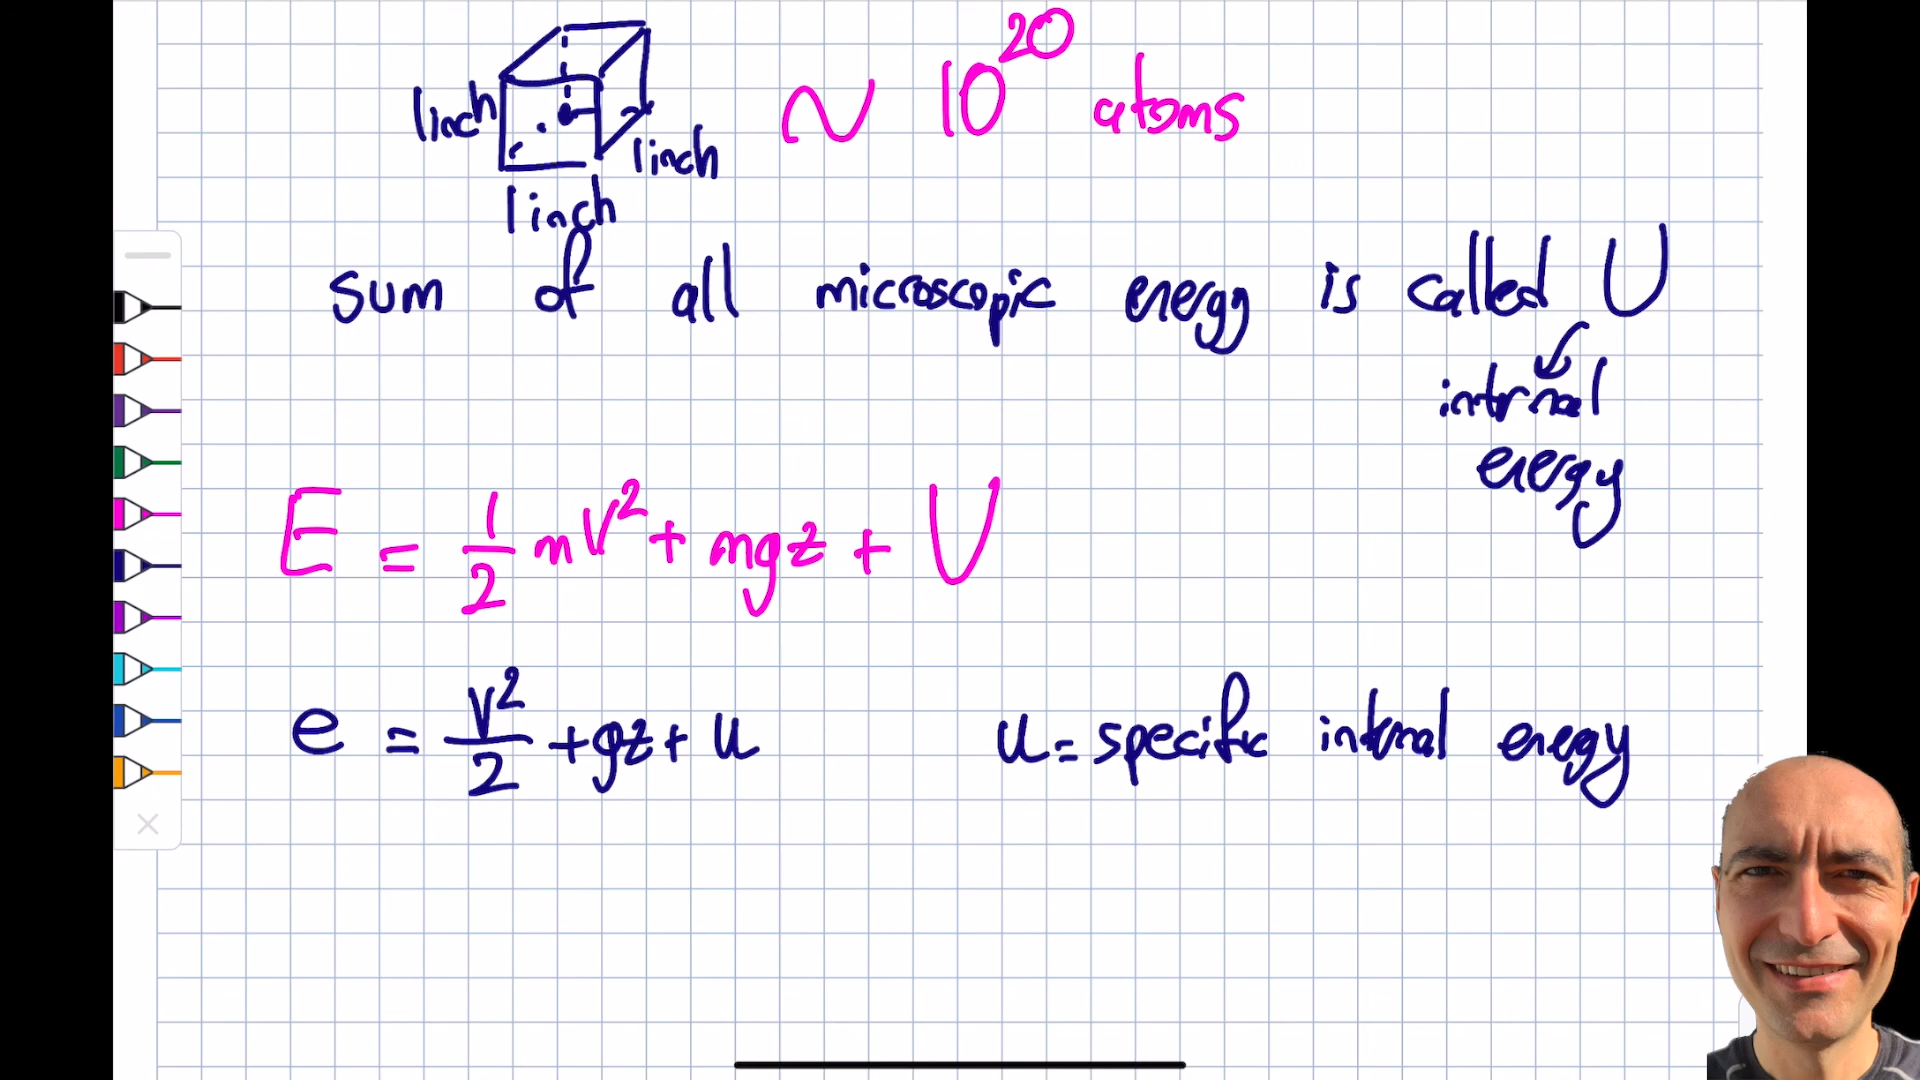 1inch
~ 10^20 atoms
1inch
1inch
sum of all microscopic energy is called U
internal
energy
E = 1/2 mV^2 + mgz + U
e = V^2/2 + gz + u
u = specific internal energy